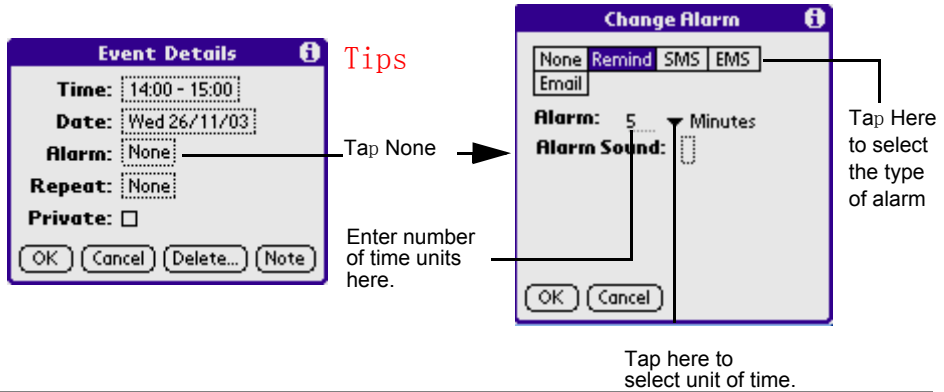 Event Details
Time: 14:00 - 15:00
Date: Wed 26/11/03
Alarm: None
Repeat: None
Private:
OK Cancel Delete... Note
Tips
Tap None
Enter number
of time units
here.
Change Alarm
None Remind SMS EMS
Email
Alarm: 5 Minutes
Alarm Sound:
OK Cancel
Tap Here
to select
the type
of alarm
Tap here to
select unit of time.